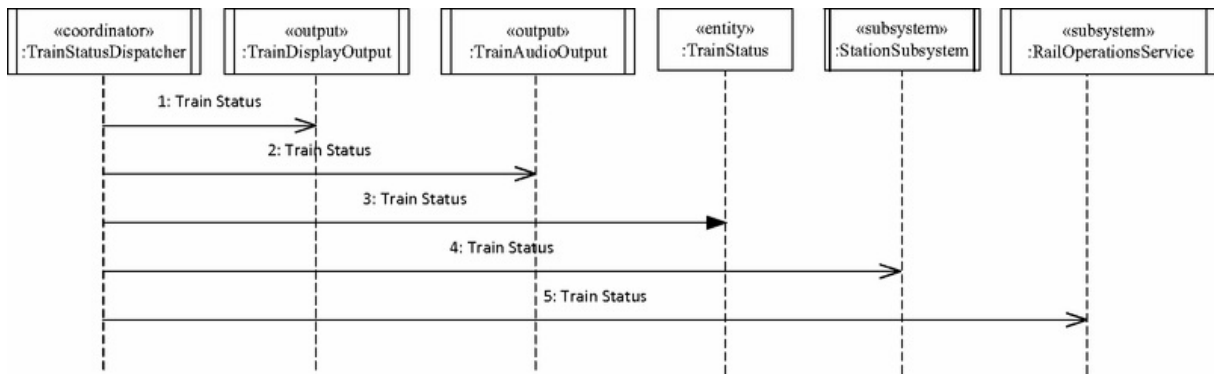 «coordinator»
:TrainStatusDispatcher
«output»
:TrainDisplayOutput
«output»
:TrainAudioOutput
«entity»
:TrainStatus
«subsystem»
:StationSubsystem
«subsystem»
:RailOperationsService
1: Train Status
2: Train Status
3: Train Status
4: Train Status
5: Train Status